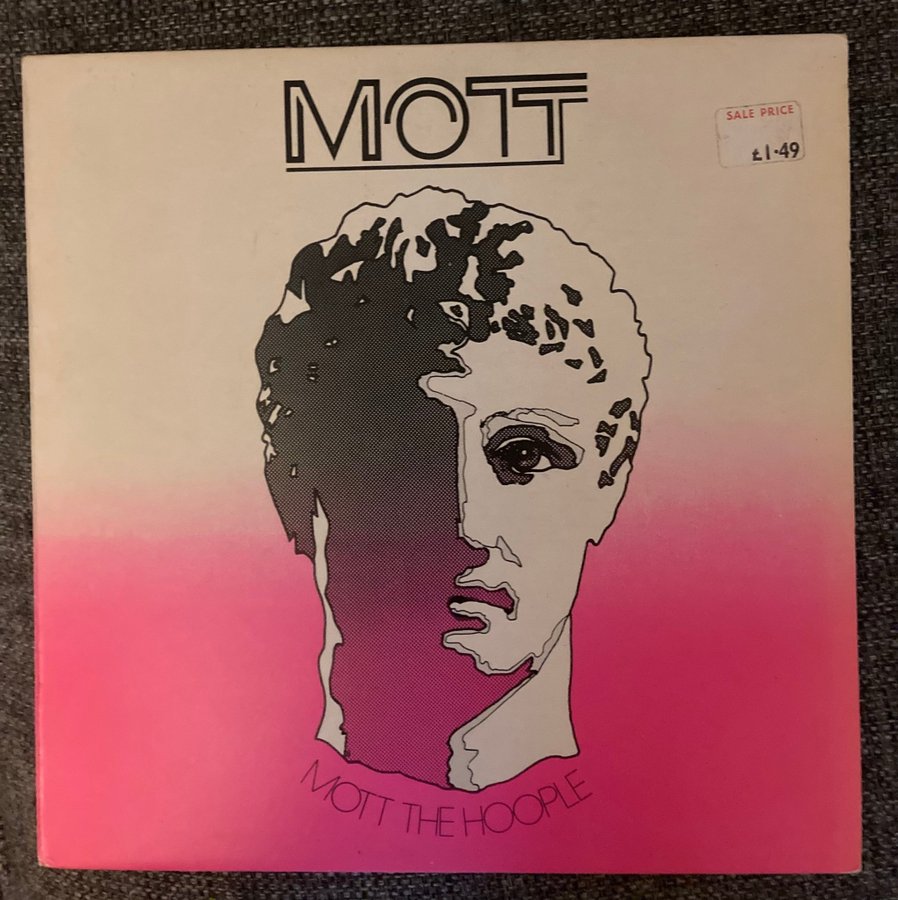 MOTT
SALE PRICE
£1·49
MOTT THE HOOPLE